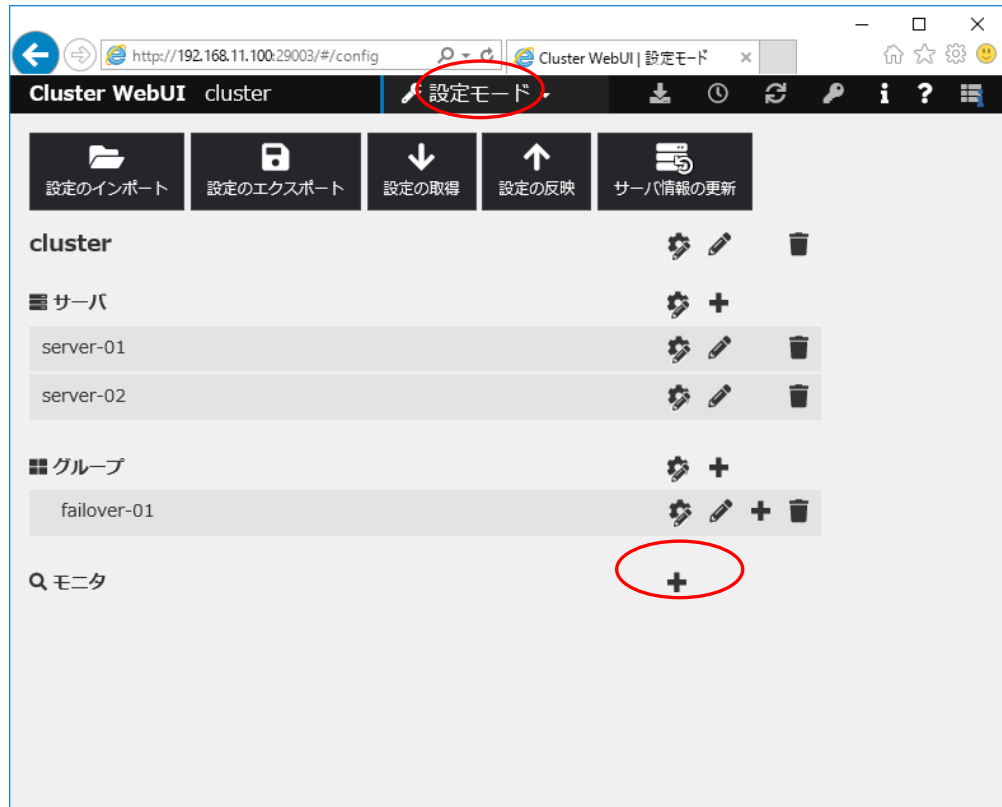 http://192.168.11.100:29003/#/config
Cluster WebUI | 設定モード
Cluster WebUI cluster 設定モード
設定のインポート 設定のエクスポート 設定の取得 設定の反映 サーバ情報の更新
cluster
サーバ
server-01
server-02
グループ
failover-01
モニタ